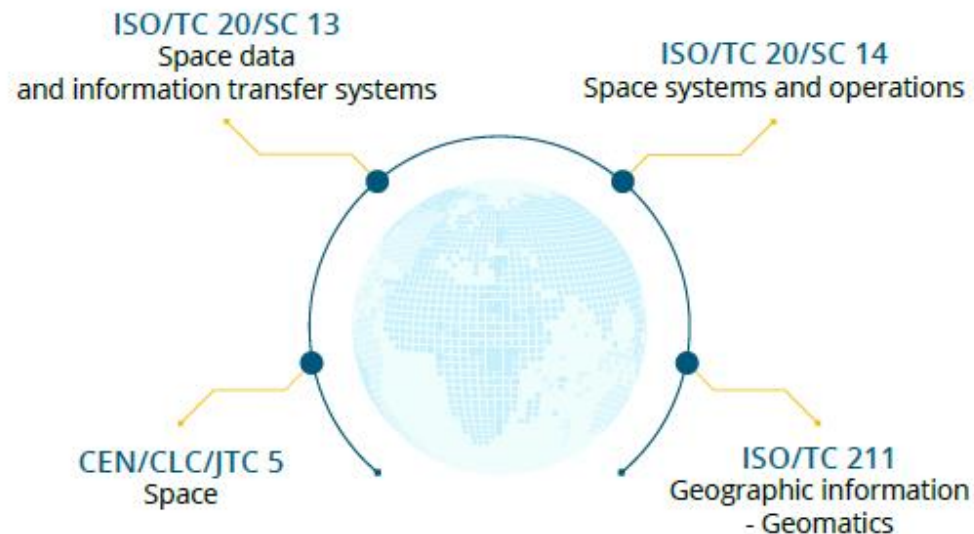 ISO/TC 20/SC 13
Space data
and information transfer systems
ISO/TC 20/SC 14
Space systems and operations
CEN/CLC/JTC 5
Space
ISO/TC 211
Geographic information
- Geomatics